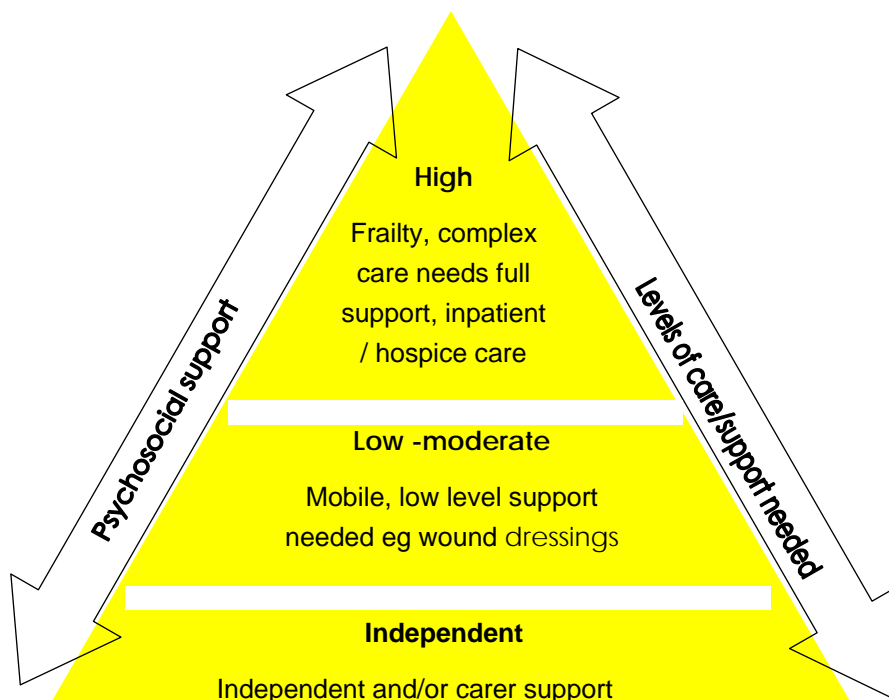 High
Frailty, complex
care needs full
support, inpatient
/ hospice care
Low -moderate
Mobile, low level support
needed eg wound dressings
Independent
Independent and/or carer support
Psychosocial support
Levels of care/support needed